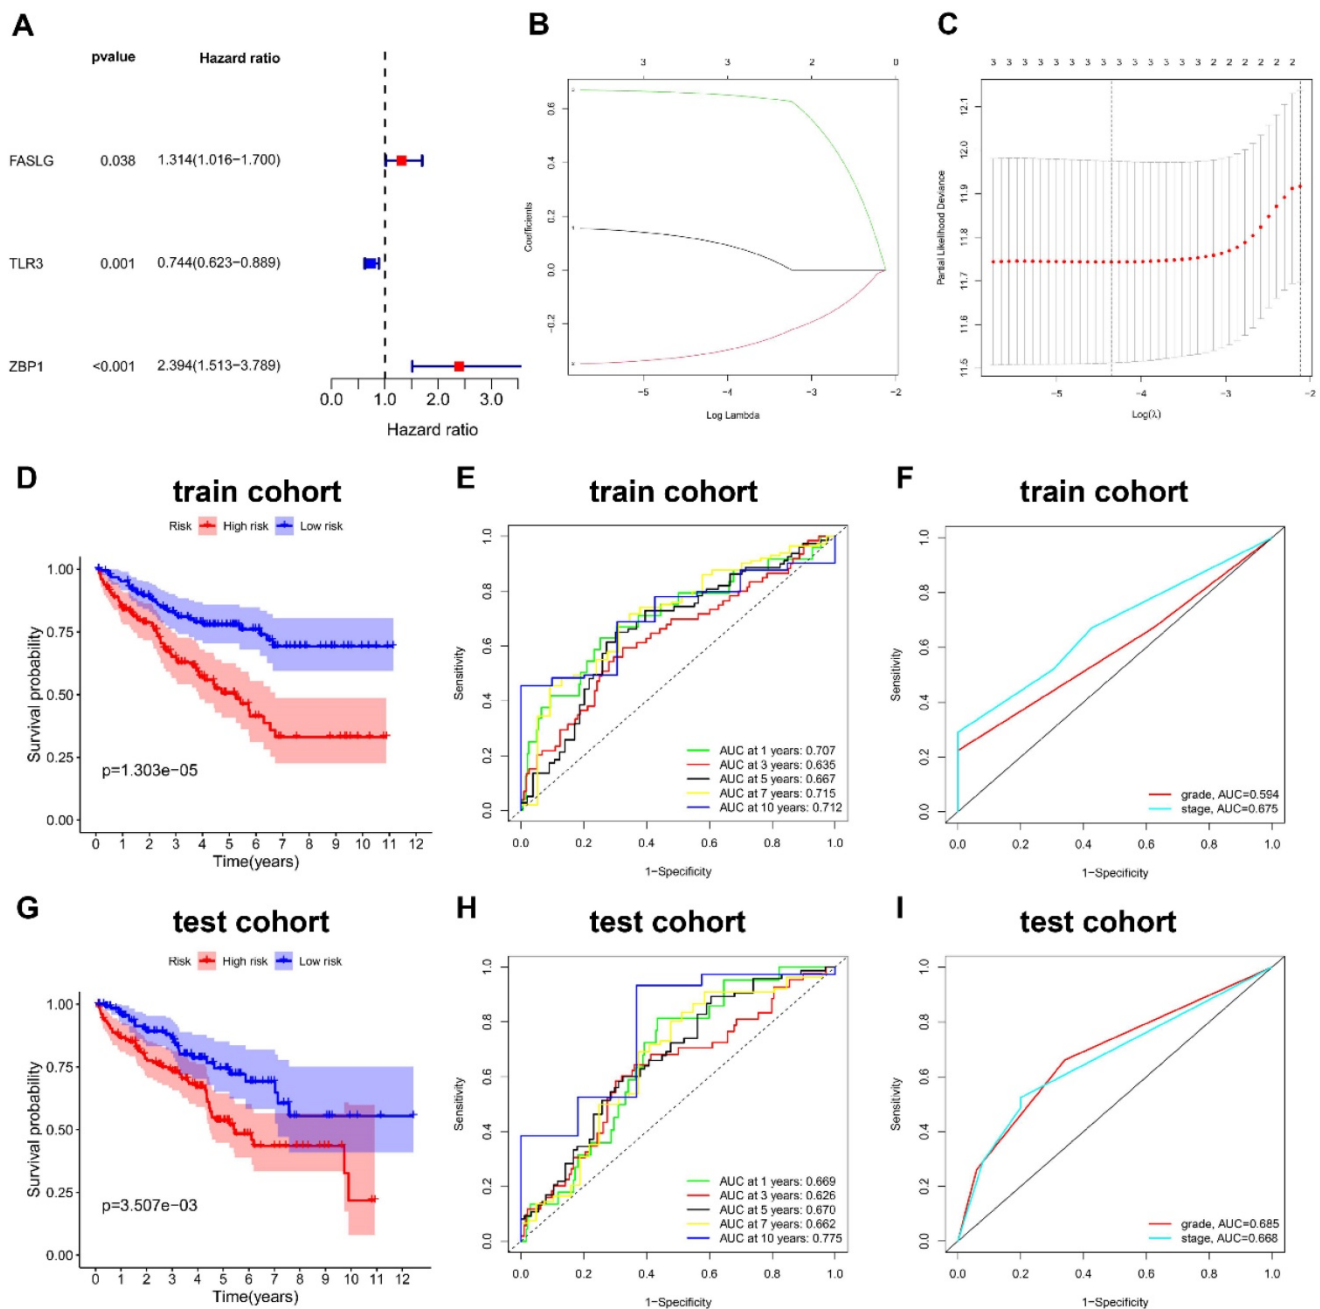 A
pvalue Hazard ratio
FASLG 0.038 1.314(1.016−1.700)
TLR3 0.001 0.744(0.623−0.889)
ZBP1 <0.001 2.394(1.513−3.789)
0.0 1.0 2.0 3.0
Hazard ratio
B
3 3 2 0
Coefficients
0.6
0.4
0.2
0.0
−0.2
−5 −4 −3 −2
Log Lambda
C
3 3 3 3 3 3 3 3 3 3 3 3 3 3 2 2 2 2 2 2
Partial Likelihood Deviance
12.1
12.0
11.9
11.8
11.7
11.6
11.5
−5 −4 −3 −2
Log(λ)
D
train cohort
Risk High risk Low risk
Survival probability
1.00
0.75
0.50
0.25
0.00
p=1.303e−05
0 1 2 3 4 5 6 7 8 9 10 11 12
Time(years)
E
train cohort
Sensitivity
1.0
0.8
0.6
0.4
0.2
0.0
AUC at 1 years: 0.707
AUC at 3 years: 0.635
AUC at 5 years: 0.667
AUC at 7 years: 0.715
AUC at 10 years: 0.712
0.0 0.2 0.4 0.6 0.8 1.0
1−Specificity
F
train cohort
Sensitivity
1.0
0.8
0.6
0.4
0.2
0.0
grade, AUC=0.594
stage, AUC=0.675
0.0 0.2 0.4 0.6 0.8 1.0
1−Specificity
G
test cohort
Risk High risk Low risk
Survival probability
1.00
0.75
0.50
0.25
0.00
p=3.507e−03
0 1 2 3 4 5 6 7 8 9 10 11 12
Time(years)
H
test cohort
Sensitivity
1.0
0.8
0.6
0.4
0.2
0.0
AUC at 1 years: 0.669
AUC at 3 years: 0.626
AUC at 5 years: 0.670
AUC at 7 years: 0.662
AUC at 10 years: 0.775
0.0 0.2 0.4 0.6 0.8 1.0
1−Specificity
I
test cohort
Sensitivity
1.0
0.8
0.6
0.4
0.2
0.0
grade, AUC=0.685
stage, AUC=0.668
0.0 0.2 0.4 0.6 0.8 1.0
1−Specificity